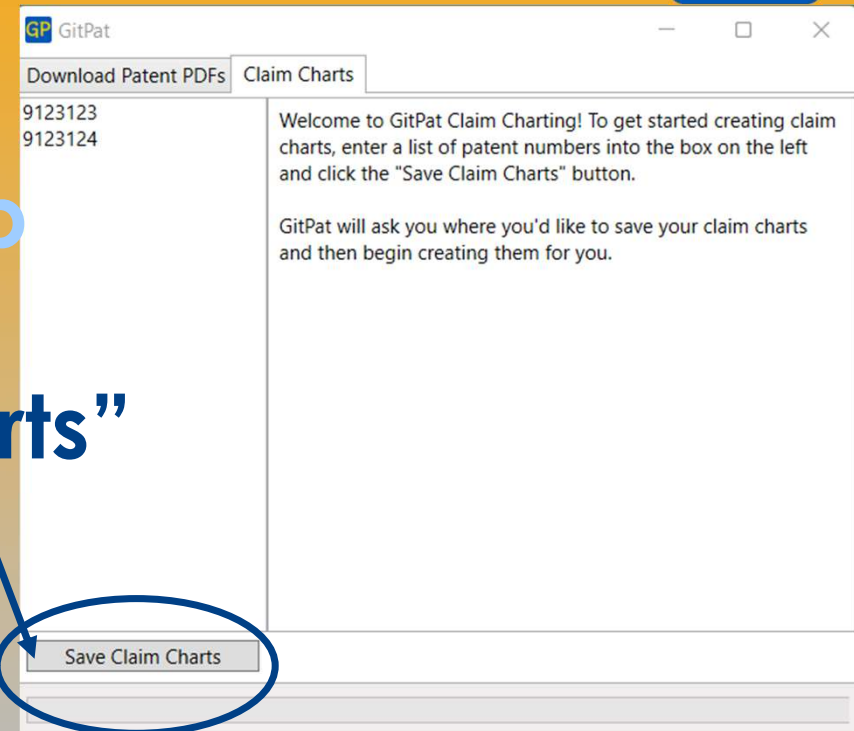 GP GitPat
Download Patent PDFs Claim Charts
9123123
9123124
Welcome to GitPat Claim Charting! To get started creating claim
charts, enter a list of patent numbers into the box on the left
and click the "Save Claim Charts" button.
GitPat will ask you where you'd like to save your claim charts
and then begin creating them for you.
rts”
Save Claim Charts